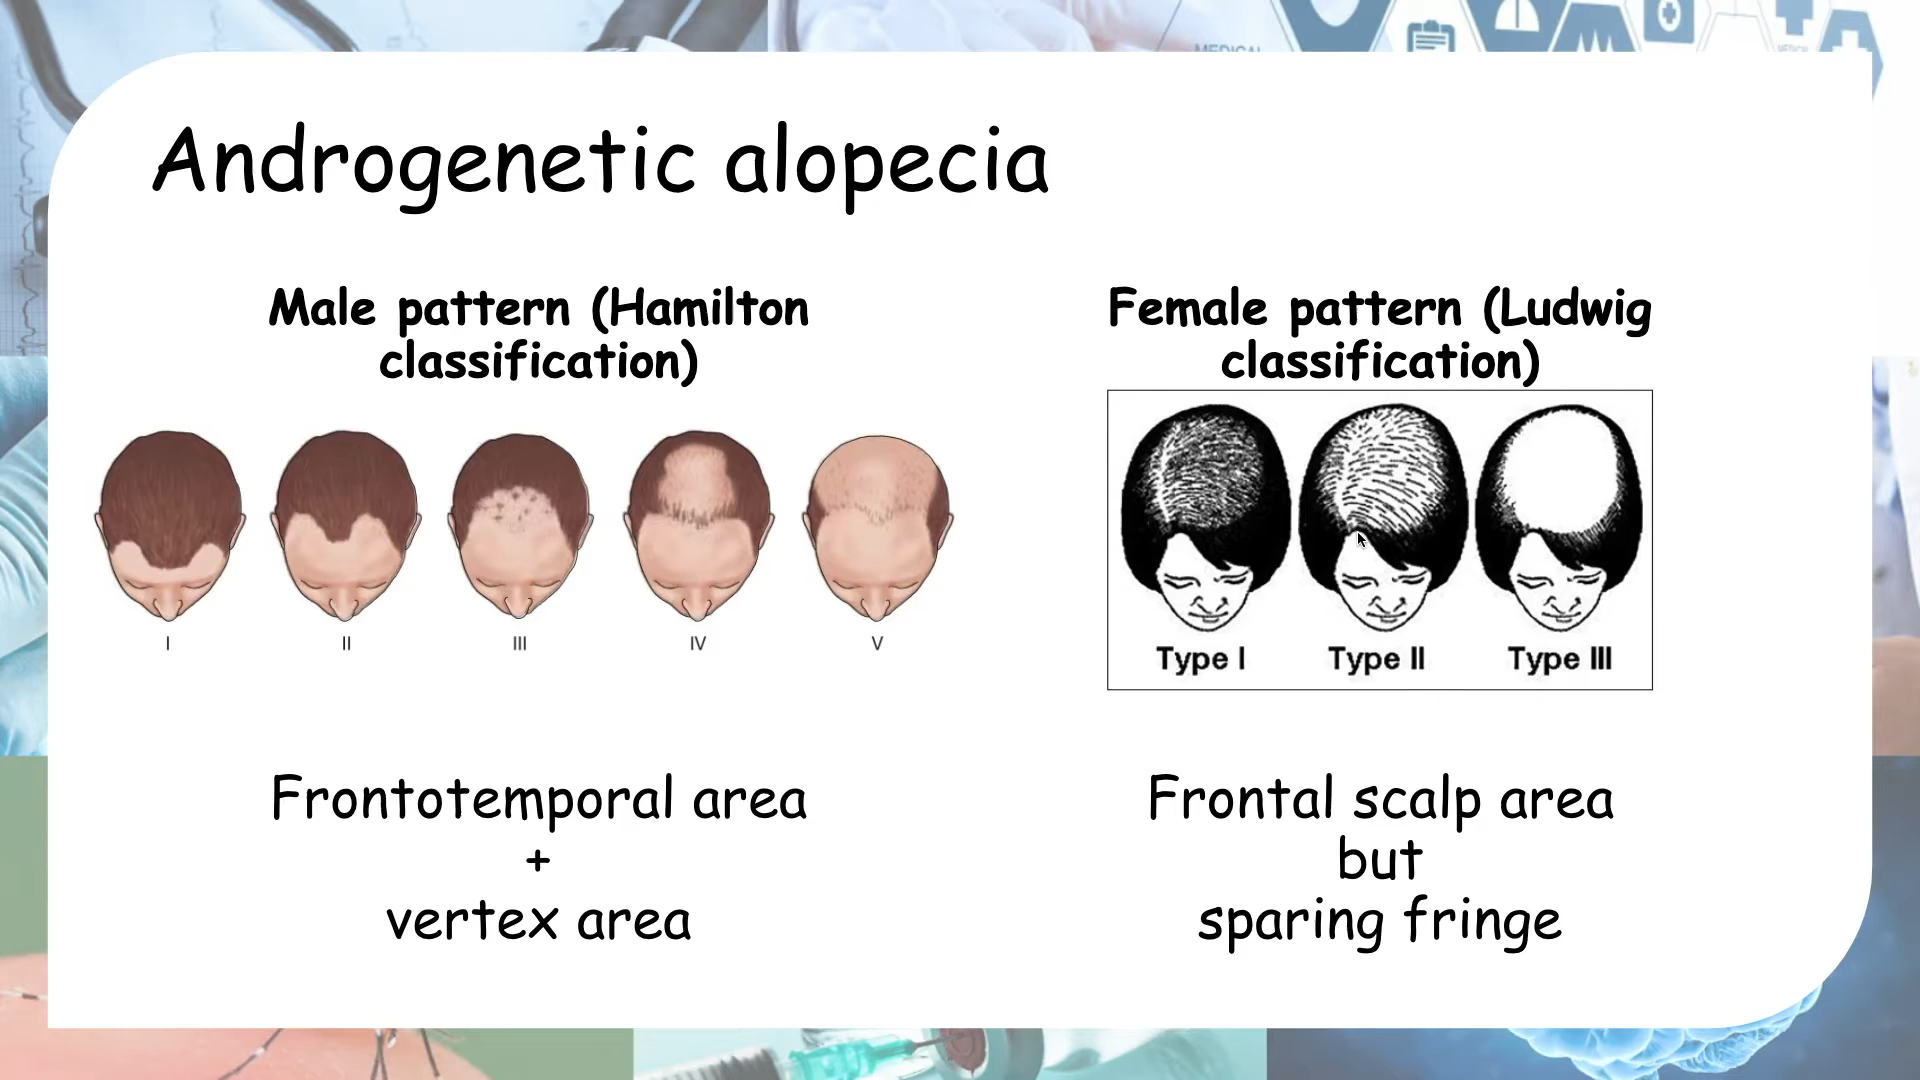 MEDICAL
Androgenetic alopecia
Male pattern (Hamilton
classification)
I II III IV V
Frontotemporal area
+
vertex area
Female pattern (Ludwig
classification)
Type I Type II Type III
Frontal scalp area
but
sparing fringe